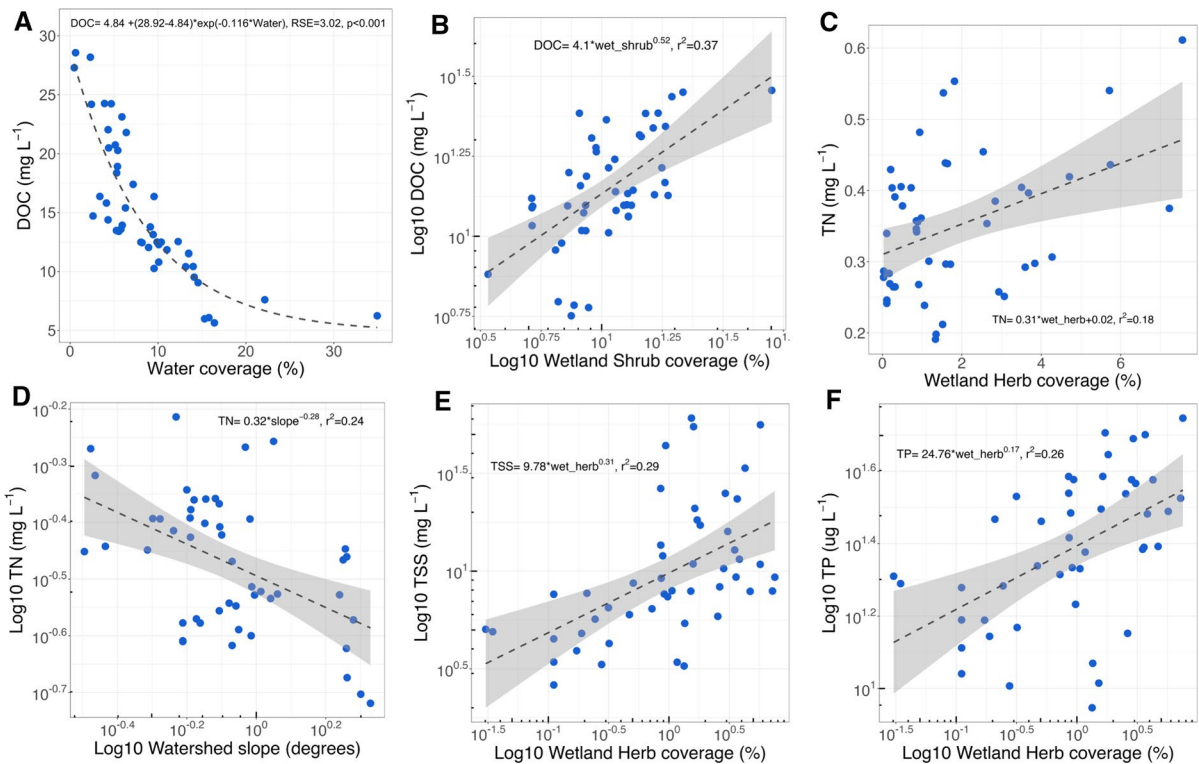 A
DOC= 4.84 +(28.92-4.84)*exp(-0.116*Water), RSE=3.02, p<0.001
30
25
20
15
10
5
DOC (mg L⁻¹)
0 10 20 30
Water coverage (%)
B
DOC= 4.1*wet_shrub^0.52, r²=0.37
10^1.5
10^1.25
10^1
10^0.75
Log10 DOC (mg L⁻¹)
10^0.5 10^0.75 10^1 10^1.25 10^1.
Log10 Wetland Shrub coverage (%)
C
0.6
0.5
0.4
0.3
0.2
TN (mg L⁻¹)
TN= 0.31*wet_herb+0.02, r²=0.18
0 2 4 6
Wetland Herb coverage (%)
D
TN= 0.32*slope^−0.28, r²=0.24
10^-0.2
10^-0.3
10^-0.4
10^-0.5
10^-0.6
10^-0.7
Log10 TN (mg L⁻¹)
10^-0.4 10^-0.2 10^0.0 10^0.2
Log10 Watershed slope (degrees)
E
TSS= 9.78*wet_herb^0.31, r²=0.29
10^1.5
10^1
10^0.5
Log10 TSS (mg L⁻¹)
10^-1.5 10^-1 10^-0.5 10^0.0 10^0.5
Log10 Wetland Herb coverage (%)
F
TP= 24.76*wet_herb^0.17, r²=0.26
10^1.6
10^1.4
10^1.2
10^1
Log10 TP (ug L⁻¹)
10^-1.5 10^-1 10^-0.5 10^0.0 10^0.5
Log10 Wetland Herb coverage (%)